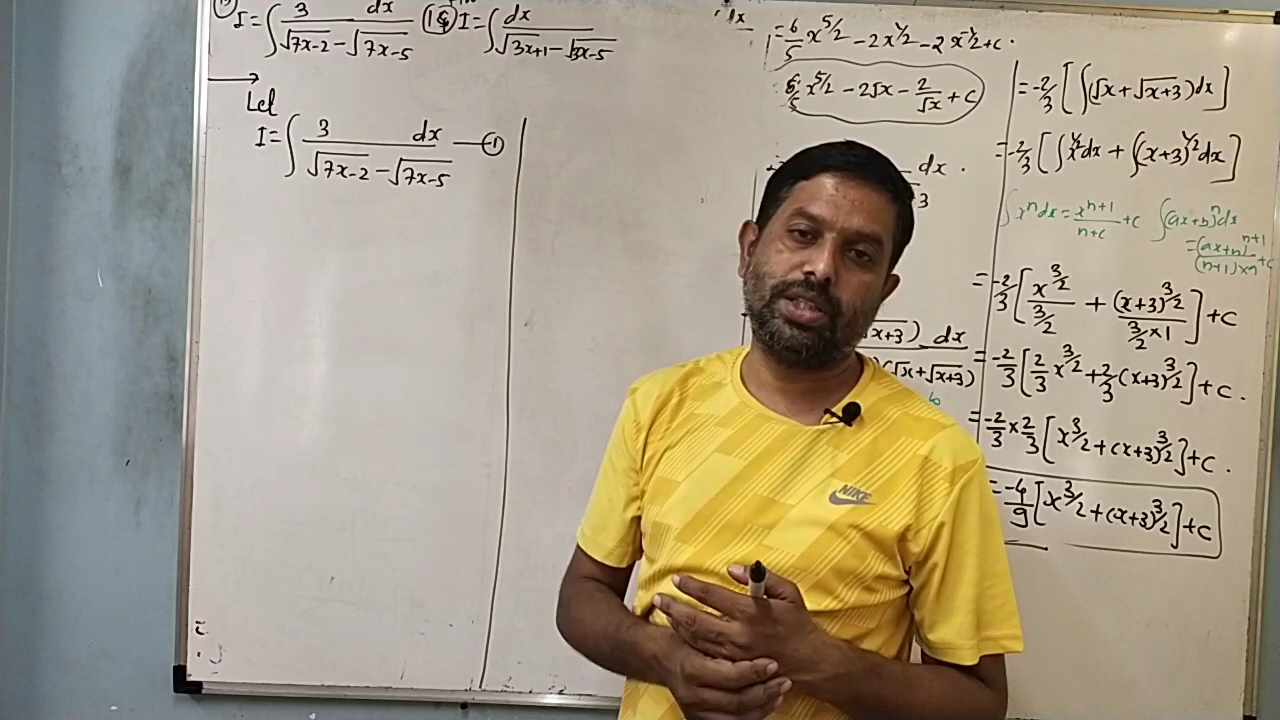 I = ∫ 3 dx / (√(7x-2) - √(7x-5))
I = ∫ dx / (√(3x+1) - √(3x-5))
Let
I = ∫ 3 dx / (√(7x-2) - √(7x-5)) — (1)
= 6/5 x^(5/2) - 2x^(1/2) - 2x^(-1/2) + c.
6/5 x^(5/2) - 2√x - 2/√x + c
dx .
3
x+3) dx
(√x + √(x+3))
b
= -2/3 [ ∫(√x + √(x+3)) dx ]
= -2/3 [ ∫ x^(1/2) dx + ∫(x+3)^(1/2) dx ]
∫ x^n dx = x^(n+1) / (n+c) + c ∫(ax+b)^n dx
= (ax+n)^(n+1) / ((n+1) × n) + c
= -2/3 [ x^(3/2) / (3/2) + (x+3)^(3/2) / (3/2 × 1) ] + c
= -2/3 [ 2/3 x^(3/2) + 2/3 (x+3)^(3/2) ] + c .
= -2/3 × 2/3 [ x^(3/2) + (x+3)^(3/2) ] + c .
= -4/9 [ x^(3/2) + (x+3)^(3/2) ] + c
NIKE